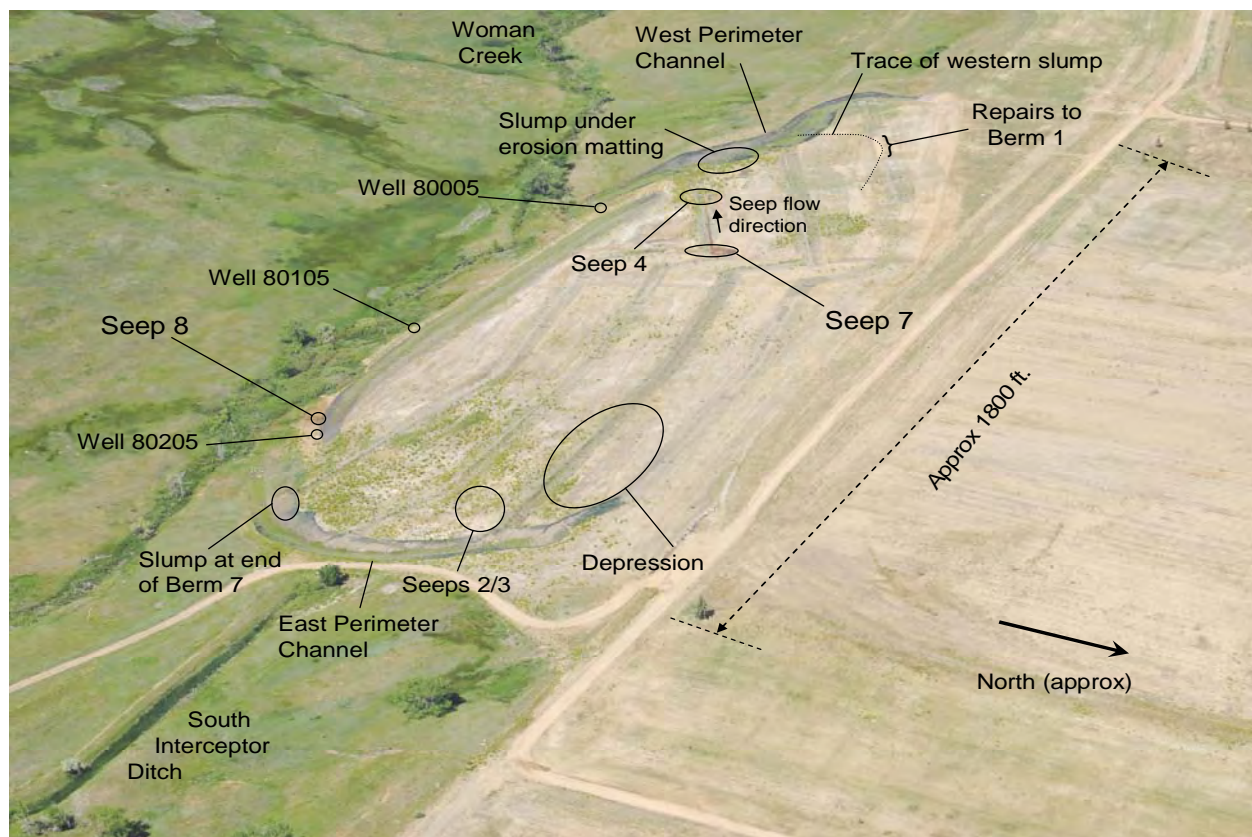 Woman
Creek
West Perimeter
Channel
Trace of western slump
Repairs to
Berm 1
Slump under
erosion matting
Well 80005
Seep flow
direction
Seep 4
Well 80105
Seep 7
Seep 8
Well 80205
Approx 1800 ft.
Slump at end
of Berm 7
Seeps 2/3
Depression
East Perimeter
Channel
North (approx)
South
Interceptor
Ditch